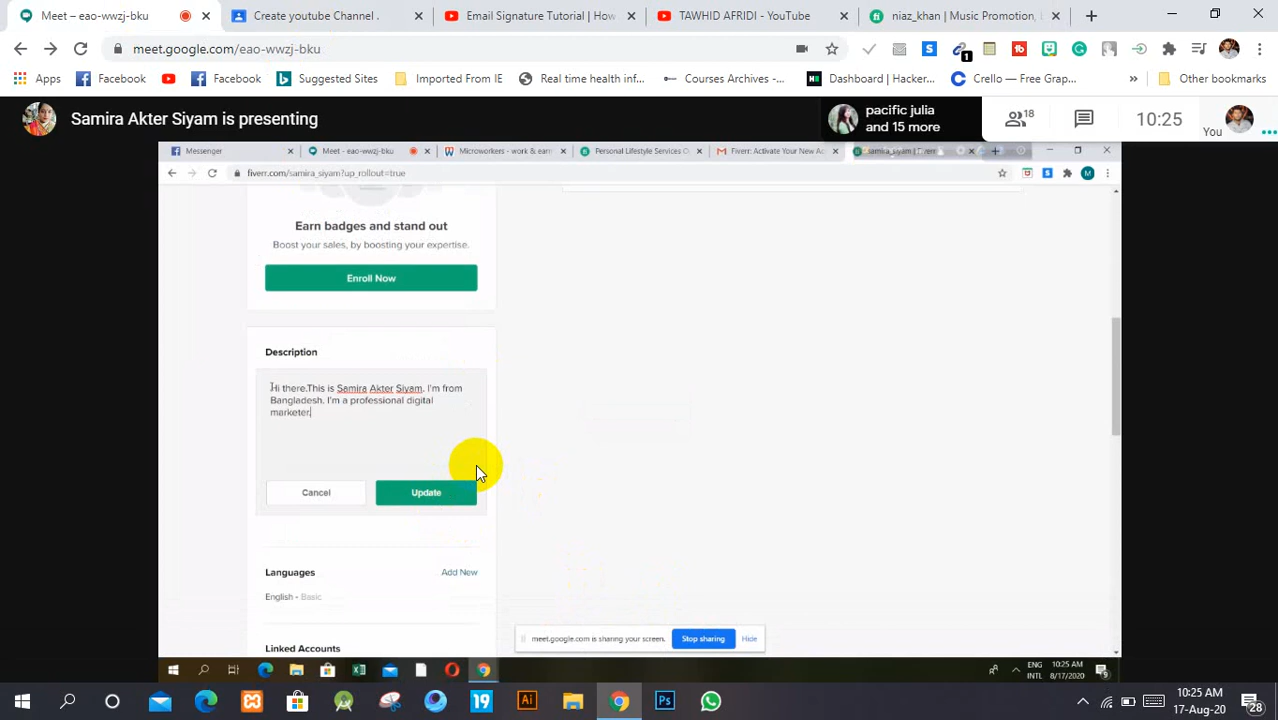 Meet – eao-wwzj-bku
Create youtube Channel .
Email Signature Tutorial | How
TAWHID AFRIDI - YouTube
niaz_khan | Music Promotion,
meet.google.com/eao-wwzj-bku
1
Apps
Facebook
Facebook
Suggested Sites
Imported From IE
Real time health inf...
Courses Archives -...
Dashboard | Hacker...
Crello — Free Grap...
»
Other bookmarks
Samira Akter Siyam is presenting
pacific julia
and 15 more
18
10:25
You
Messenger
Meet - eao-wwzj-bku
Microworkers - work & earn
Personal Lifestyle Services O
Fiverr: Activate Your New Ac
samira_siyam | Fiverr
fiverr.com/samira_siyam?up_rollout=true
M
Earn badges and stand out
Boost your sales, by boosting your expertise.
Enroll Now
Description
Hi there.This is Samira Akter Siyam. I'm from
Bangladesh. I'm a professional digital
marketer.
Cancel
Update
Languages
Add New
English - Basic
Linked Accounts
meet.google.com is sharing your screen.
Stop sharing
Hide
ENG
INTL
10:25 AM
8/17/2020
9
19
Ai
Ps
10:25 AM
17-Aug-20
28